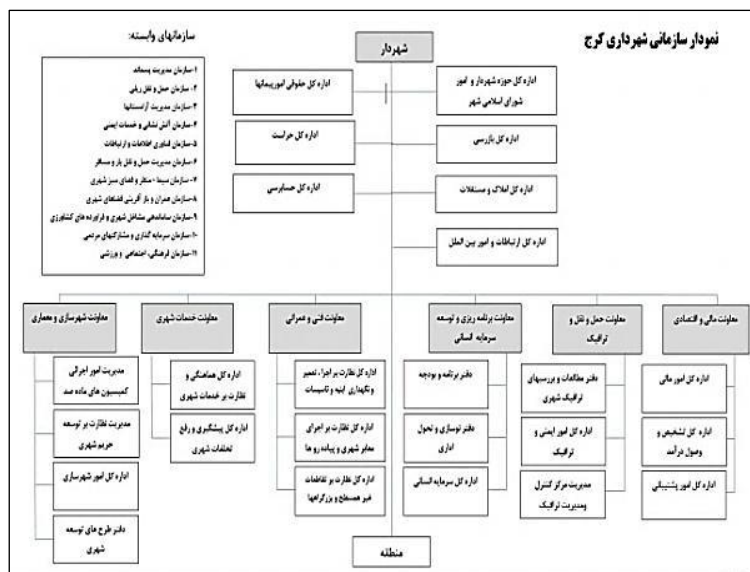 نمودار سازمانی شهرداری کرج
شهردار
سازمانهای وابسته:
۱-سازمان مدیریت پسماند
۲- سازمان حمل و نقل ریلی
۳-سازمان مدیریت آرامستانها
۴-سازمان آتش نشانی و خدمات ایمنی
۵-سازمان فناوری اطلاعات و ارتباطات
۶-سازمان مدیریت حمل و نقل بار و مسافر
۷-سازمان سیما - منظر و فضای سبز شهری
۸-سازمان عمران و باز آفرینی فضاهای شهری
۹-سازمان ساماندهی مشاغل شهری و فراورده های کشاورزی
۱۰-سازمان سرمایه گذاری و مشارکتهای مردمی
۱۱-سازمان فرهنگی، اجتماعی و ورزشی
اداره کل حوزه شهردار و امور
شورای اسلامی شهر
اداره کل حقوقی امورپیمانها
اداره کل بازرسی
اداره کل حراست
اداره کل املاک و مستغلات
اداره کل حسابرسی
اداره کل ارتباطات و امور بین الملل
معاونت مالی و اقتصادی
اداره کل امور مالی
اداره کل تشخیص و
وصول درآمد
اداره کل امور پشتیبانی
معاونت حمل و نقل و
ترافیک
دفتر مطالعات و بررسیهای
ترافیک شهری
اداره کل امور ایمنی و
ترافیک
مدیریت مرکز کنترل
ومدیریت ترافیک
معاونت برنامه ریزی و توسعه
سرمایه انسانی
دفتر برنامه و بودجه
دفتر نوسازی و تحول
اداری
اداره کل سرمایه انسانی
معاونت فنی و عمرانی
اداره کل نظارت بر اجرا، تعمیر
و نگهداری ابنیه و تاسیسات
اداره کل نظارت بر اجرای
معابر شهری و پیاده رو ها
اداره کل نظارت بر تقاطعات
غیر همسطح و بزرگراهها
معاونت خدمات شهری
اداره کل هماهنگی و
نظارت بر خدمات شهری
اداره کل پیشگیری و رفع
تخلفات شهری
معاونت شهرسازی و معماری
مدیریت امور اجرائی
کمیسیون های ماده صد
مدیریت نظارت بر توسعه
حریم شهری
اداره کل امور شهرسازی
دفتر طرح های توسعه
شهری
منطقه